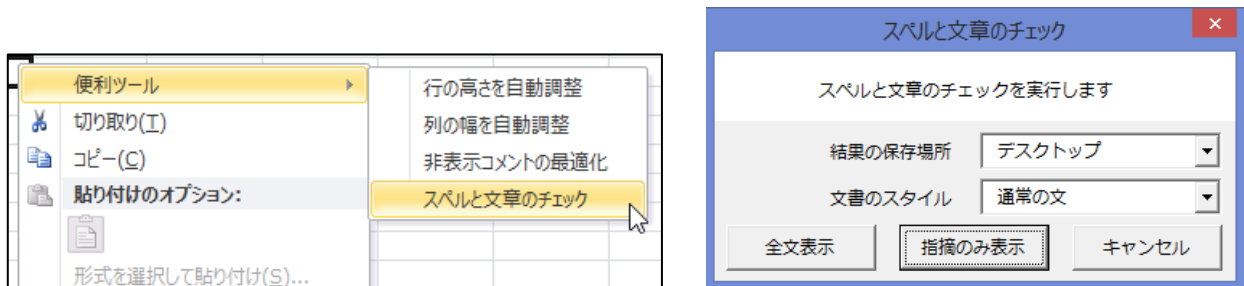 便利ツール
切り取り(T)
コピー(C)
貼り付けのオプション:
形式を選択して貼り付け(S)...
行の高さを自動調整
列の幅を自動調整
非表示コメントの最適化
スペルと文章のチェック
スペルと文章のチェック
スペルと文章のチェックを実行します
結果の保存場所 デスクトップ
文書のスタイル 通常の文
全文表示 指摘のみ表示 キャンセル